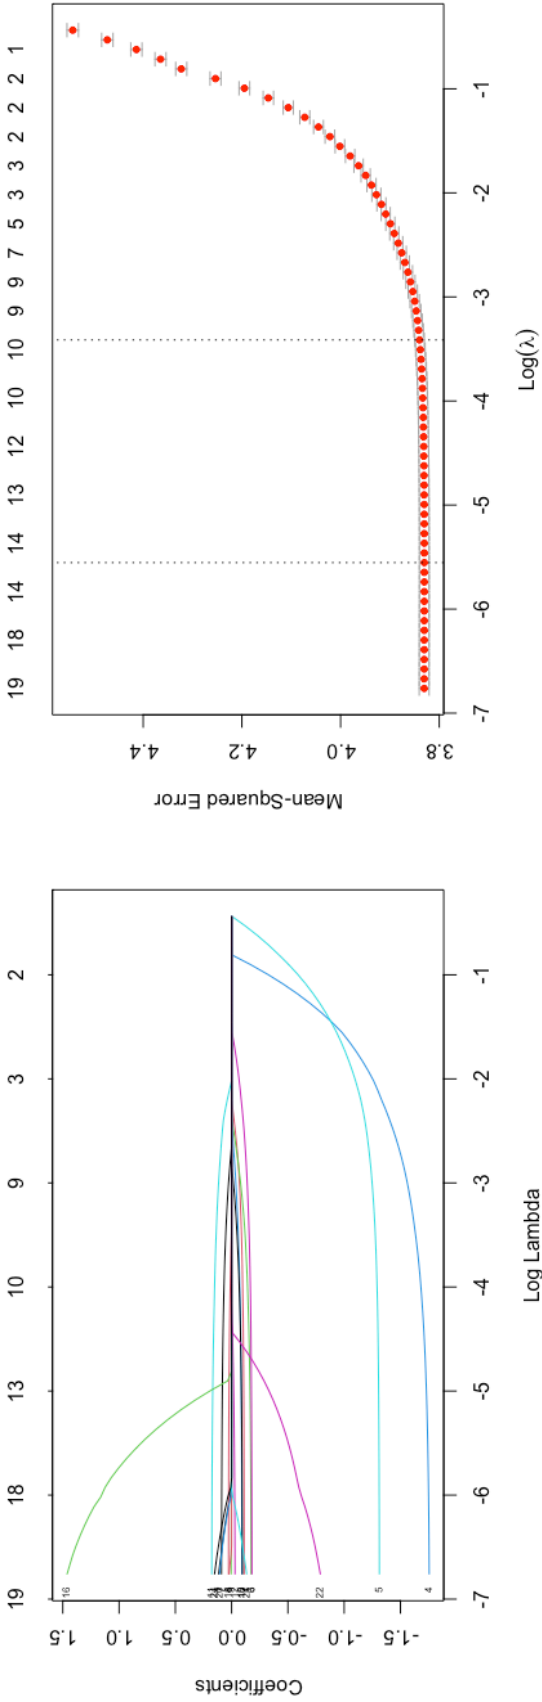 19 18 13 10 9 3 2
Coefficients
1.5
1.0
0.5
0.0
-0.5
-1.0
-1.5
16
22
5
4
-7 -6 -5 -4 -3 -2 -1
Log Lambda
19 18 14 14 13 12 10 10 9 9 7 5 3 3 2 2 2 1
Mean-Squared Error
4.4
4.2
4.0
3.8
-7 -6 -5 -4 -3 -2 -1
Log(λ)